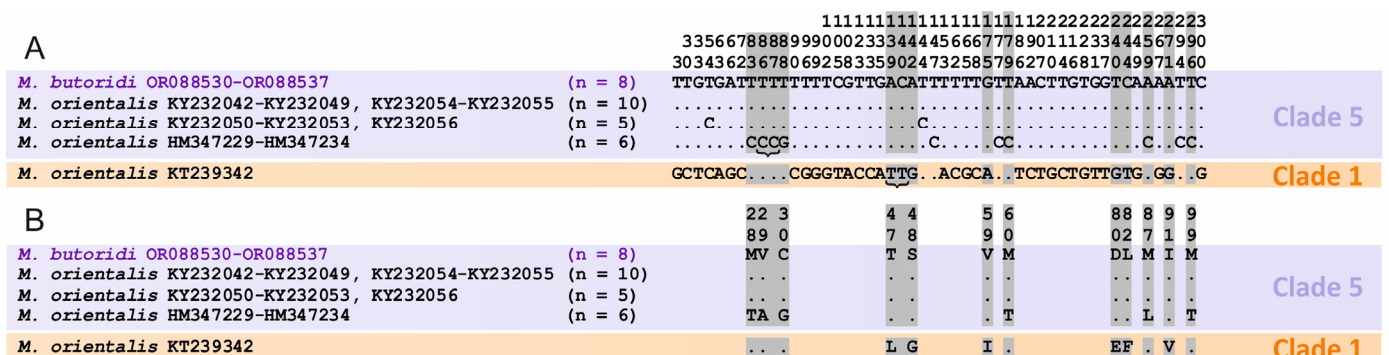 A
M. butoridi OR088530-OR088537 (n = 8) TTGTGATTTTTTTTTCGTTGACATTTTTTGTTAACTTGTGGTCAAAATTC
M. orientalis KY232042-KY232049, KY232054-KY232055 (n = 10) ..................................................
M. orientalis KY232050-KY232053, KY232056 (n = 5) ...C...................C..........................
M. orientalis HM347229-HM347234 (n = 6) .......CCCG.............C.....CC............C..CC.
Clade 5
M. orientalis KT239342 GCTCAGC....CGGGTACCATTG..ACGCA..TCTGCTGTTGTG.GG..G
Clade 1
B
22 3 4 4 5 6 88 8 9 9
89 0 7 8 9 0 02 7 1 9
M. butoridi OR088530-OR088537 (n = 8) MV C T S V M DL M I M
M. orientalis KY232042-KY232049, KY232054-KY232055 (n = 10) .. . . . . . .. . . .
M. orientalis KY232050-KY232053, KY232056 (n = 5) .. . . . . . .. . . .
M. orientalis HM347229-HM347234 (n = 6) TA G . . . T .. L . T
Clade 5
M. orientalis KT239342 .. . L G I . EF . V .
Clade 1